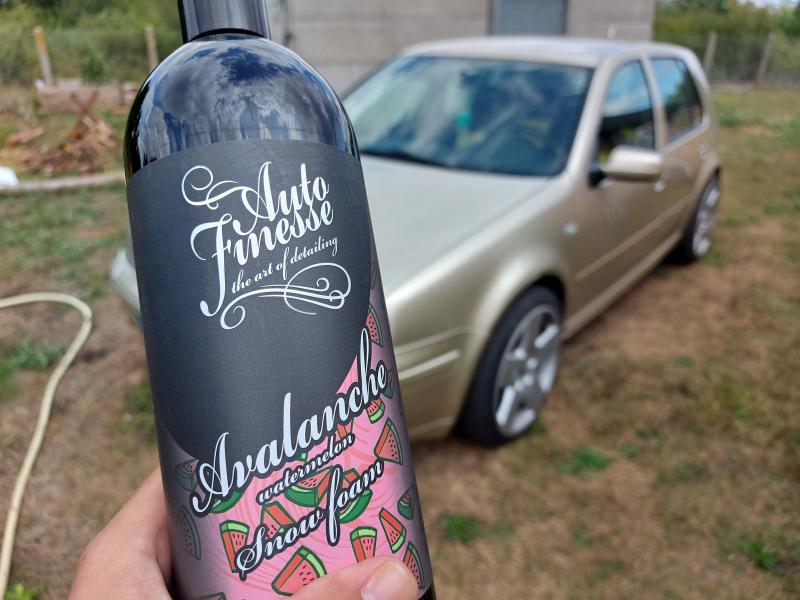 Auto
Finesse
the art of detailing
Avalanche
watermelon
Snow foam